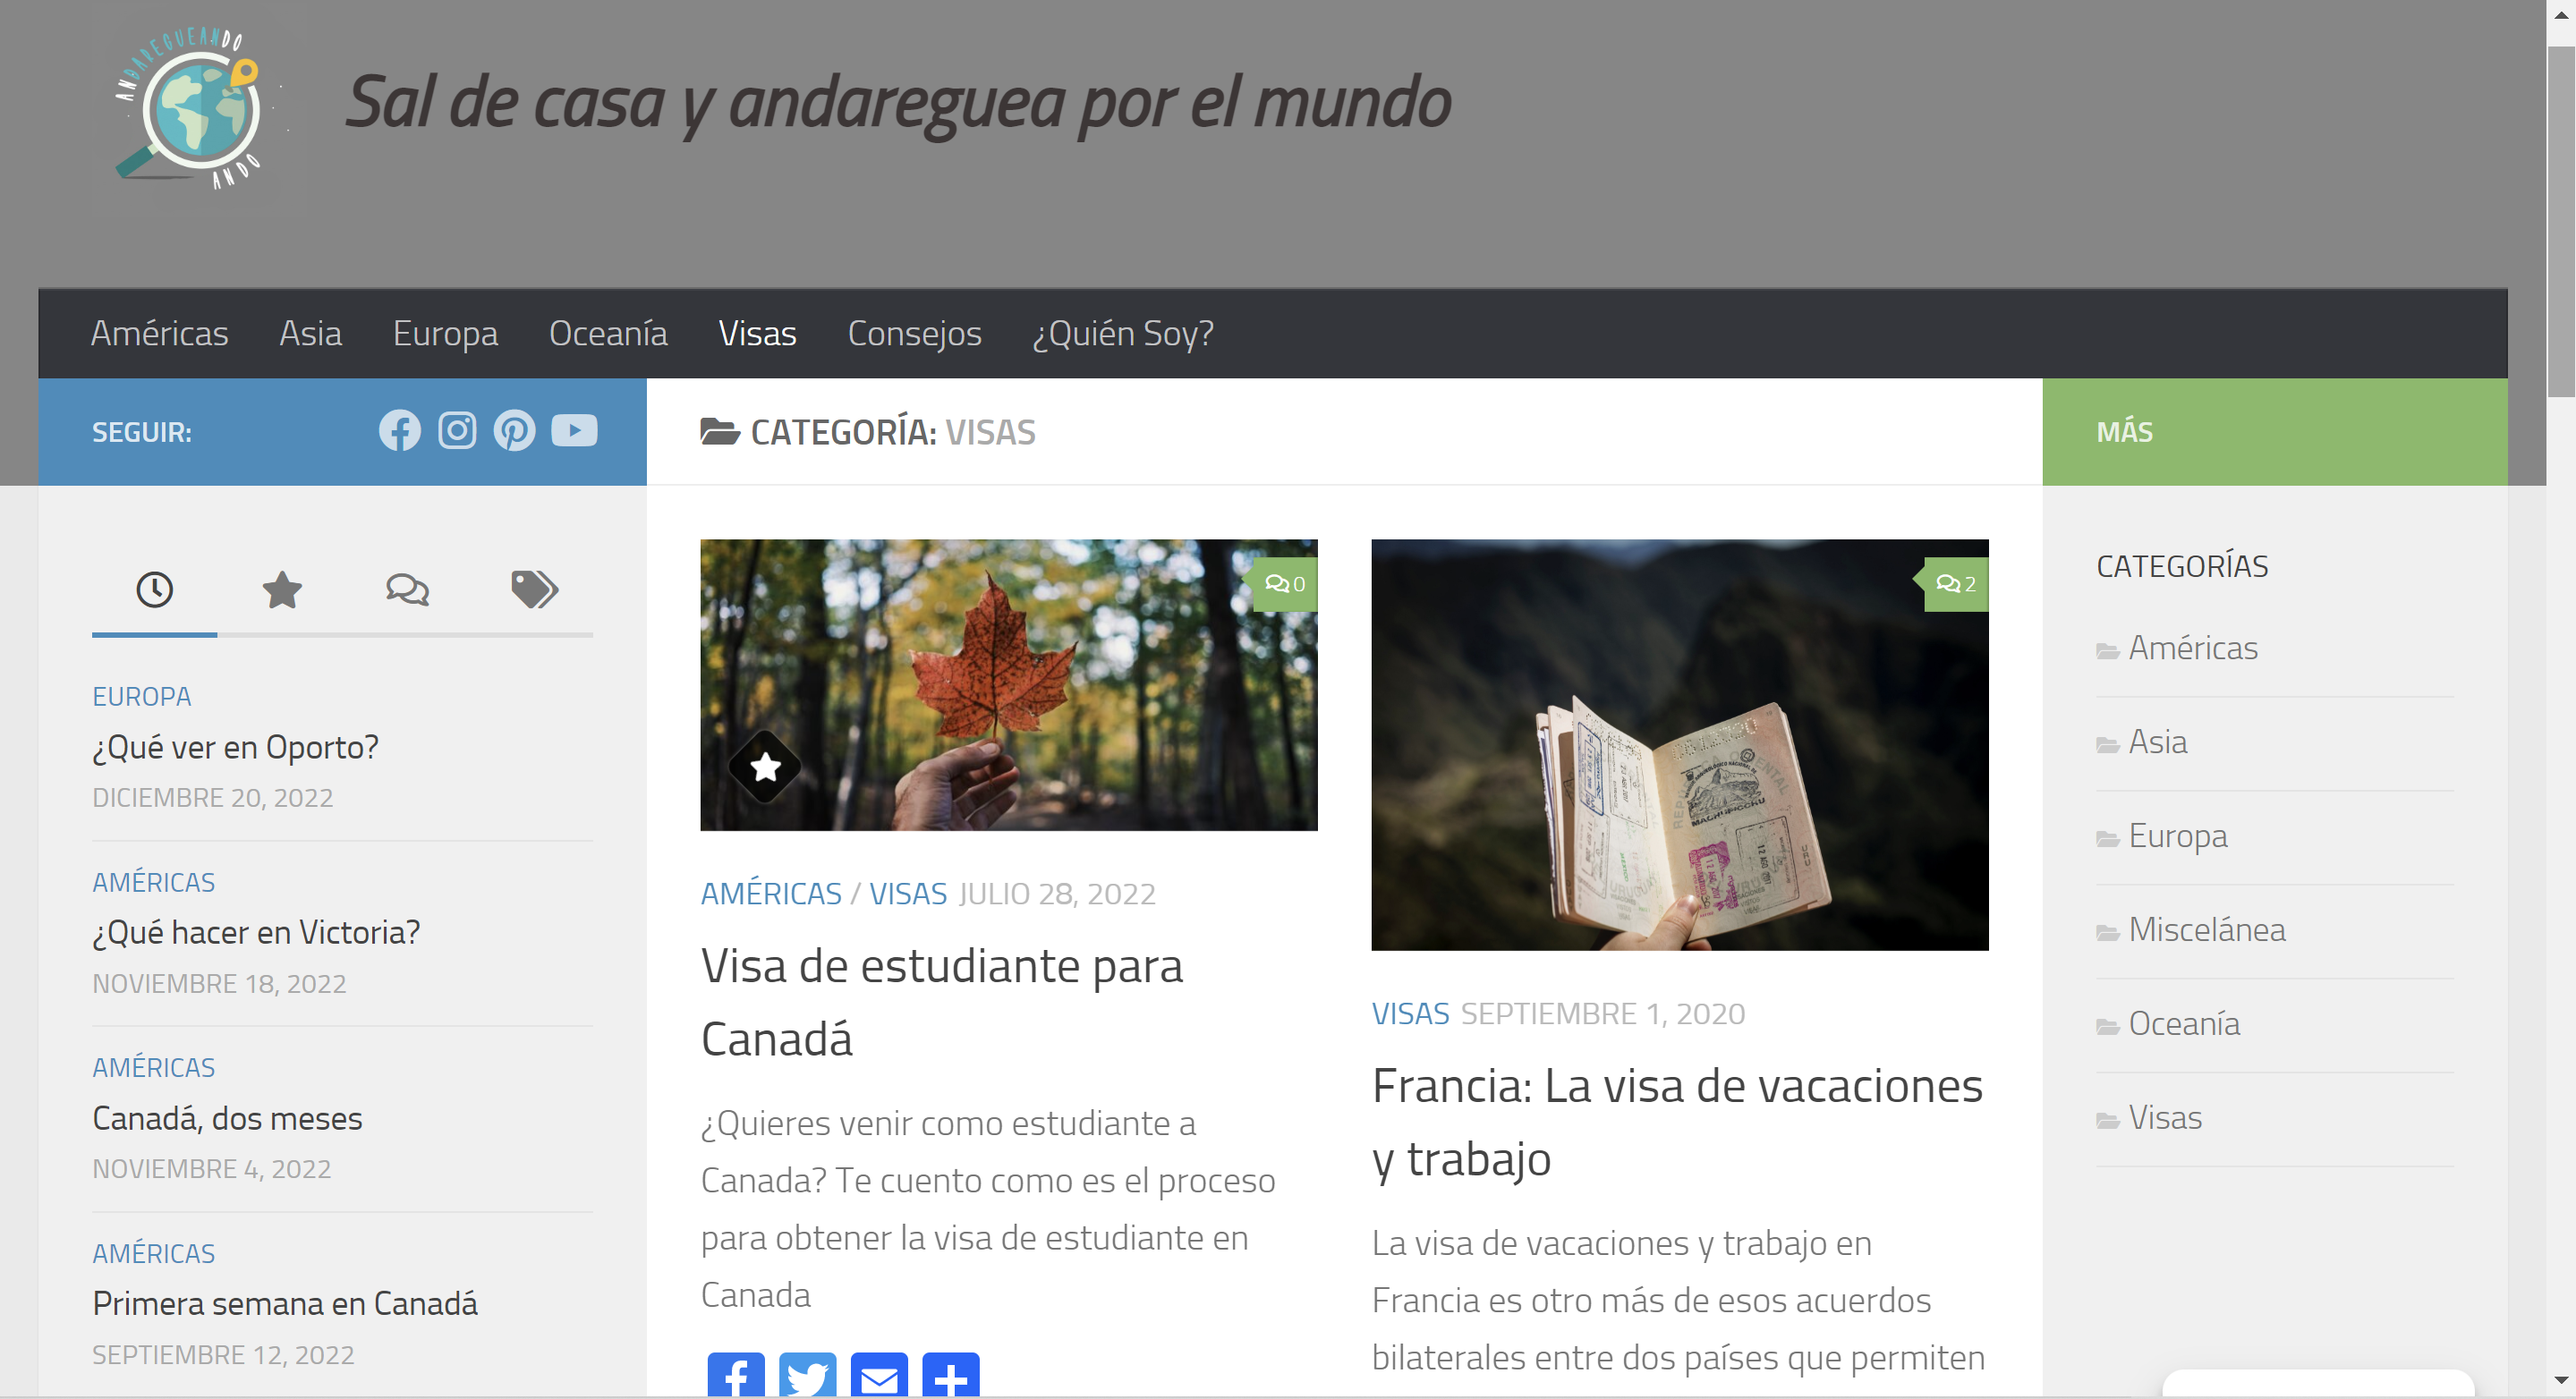 ANDAREGUEANDO
ANDO
Sal de casa y andareguea por el mundo
Américas
Asia
Europa
Oceanía
Visas
Consejos
¿Quién Soy?
SEGUIR:
CATEGORÍA: VISAS
MÁS
EUROPA
¿Qué ver en Oporto?
DICIEMBRE 20, 2022
AMÉRICAS
¿Qué hacer en Victoria?
NOVIEMBRE 18, 2022
AMÉRICAS
Canadá, dos meses
NOVIEMBRE 4, 2022
AMÉRICAS
Primera semana en Canadá
SEPTIEMBRE 12, 2022
0
AMÉRICAS / VISAS JULIO 28, 2022
Visa de estudiante para
Canadá
¿Quieres venir como estudiante a
Canada? Te cuento como es el proceso
para obtener la visa de estudiante en
Canada
2
MACHUPICCHU
VISAS SEPTIEMBRE 1, 2020
Francia: La visa de vacaciones
y trabajo
La visa de vacaciones y trabajo en
Francia es otro más de esos acuerdos
bilaterales entre dos países que permiten
CATEGORÍAS
Américas
Asia
Europa
Miscelánea
Oceanía
Visas